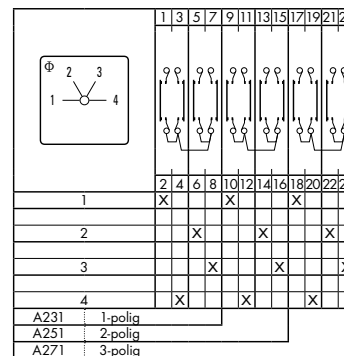 1 3 5 7 9 11 13 15 17 19 21
Φ 2 3
1 4
2 4 6 8 10 12 14 16 18 20 22
1 X X X
2 X X X
3 X X
4 X X X
A231 1-polig
A251 2-polig
A271 3-polig